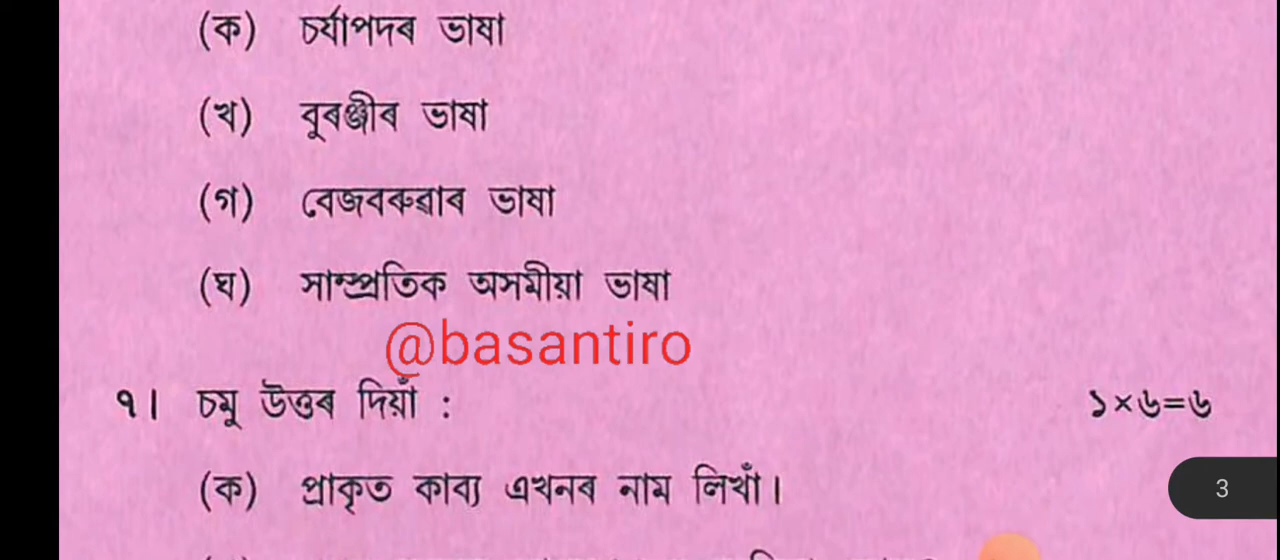 (ক) চৰ্যাপদৰ ভাষা
(খ) বুৰঞ্জীৰ ভাষা
(গ) বেজবৰুৱাৰ ভাষা
(ঘ) সাম্প্ৰতিক অসমীয়া ভাষা
@basantiro
৭। চমু উত্তৰ দিয়াঁ : ১×৬=৬
(ক) প্ৰাকৃত কাব্য এখনৰ নাম লিখাঁ।
3